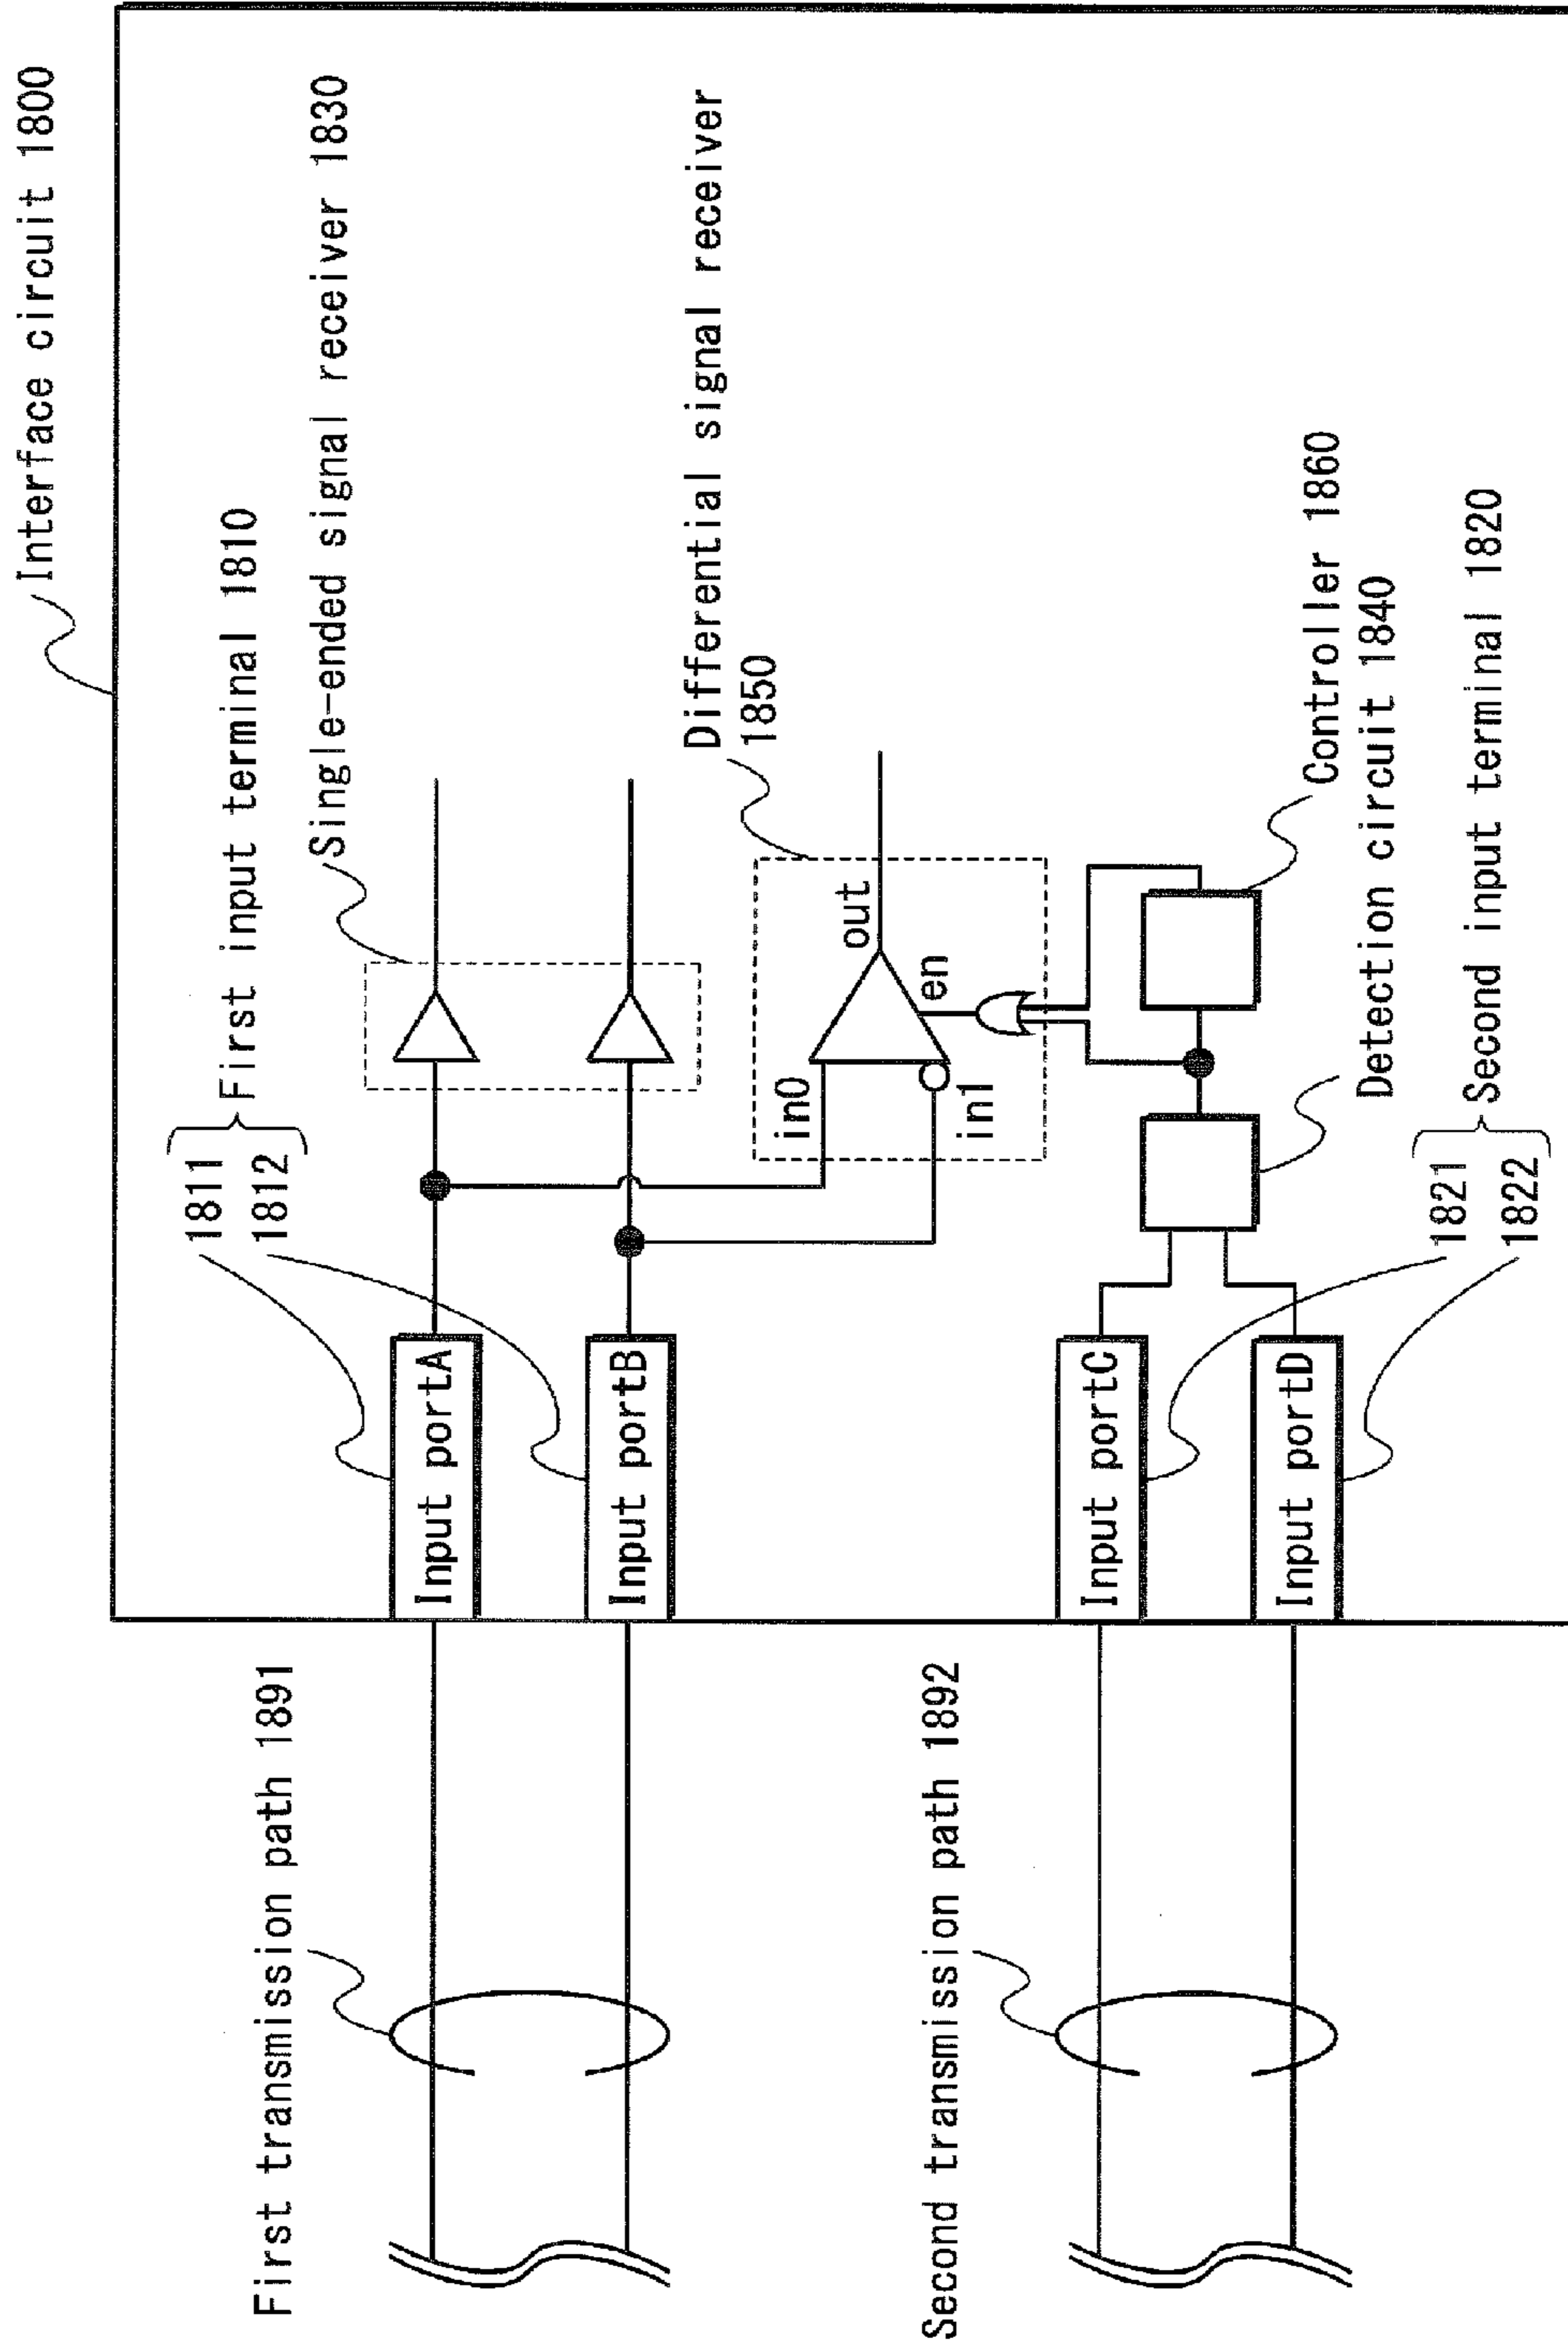 Interface circuit 1800
First input terminal 1810
1811
1812
Single-ended signal receiver 1830
Differential signal receiver
1850
Input portA
Input portB
in0
in1
out
en
First transmission path 1891
Controller 1860
Detection circuit 1840
Second input terminal 1820
1821
1822
Input portC
Input portD
Second transmission path 1892